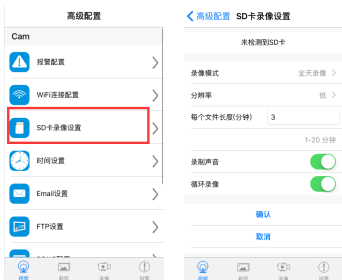 高级配置
Cam
报警配置
WiFi连接配置
SD卡录像设置
时间设置
Email设置
FTP设置
高级配置 SD卡录像设置
未检测到SD卡
录像模式 全天录像
分辨率 低
每个文件长度(分钟) 3
1-20 分钟
录制声音
循环录像
确认
取消